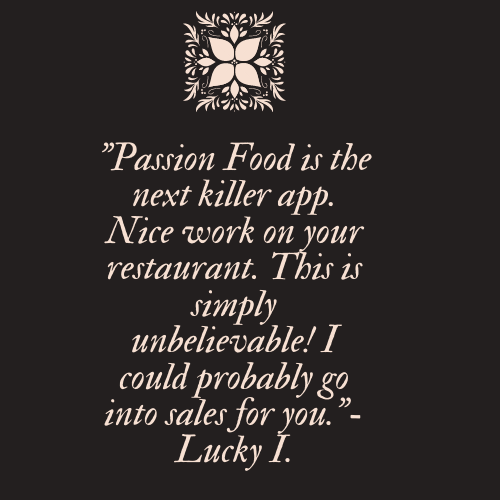 ”Passion Food is the
next killer app.
Nice work on your
restaurant. This is
simply
unbelievable! I
could probably go
into sales for you.”-
Lucky I.